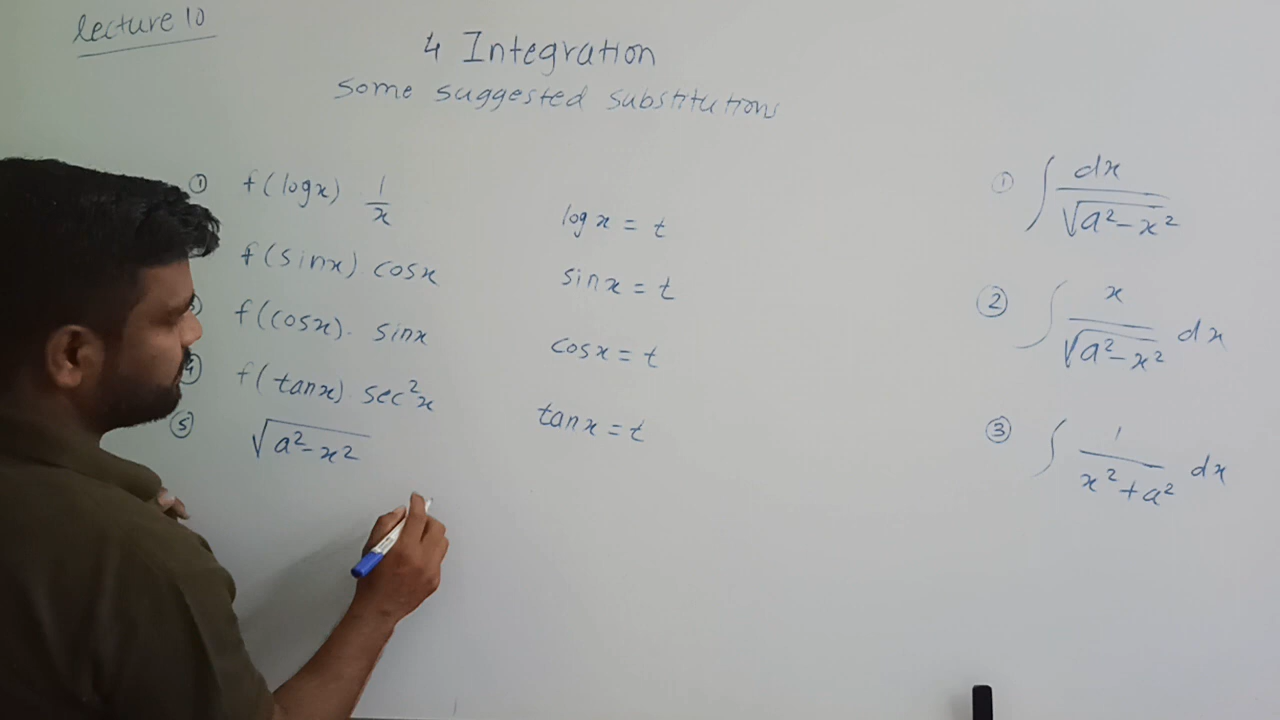 lecture 10
4 Integration
some suggested substitutions
① f(logx) . 1/x    logx = t
f(sinx) . cosx    sinx = t
f(cosx) . sinx    cosx = t
④ f(tanx) sec²x    tanx = t
⑤ √(a²-x²)
① ∫ dx/√(a²-x²)
② ∫ x/√(a²-x²) dx
③ ∫ 1/(x²+a²) dx